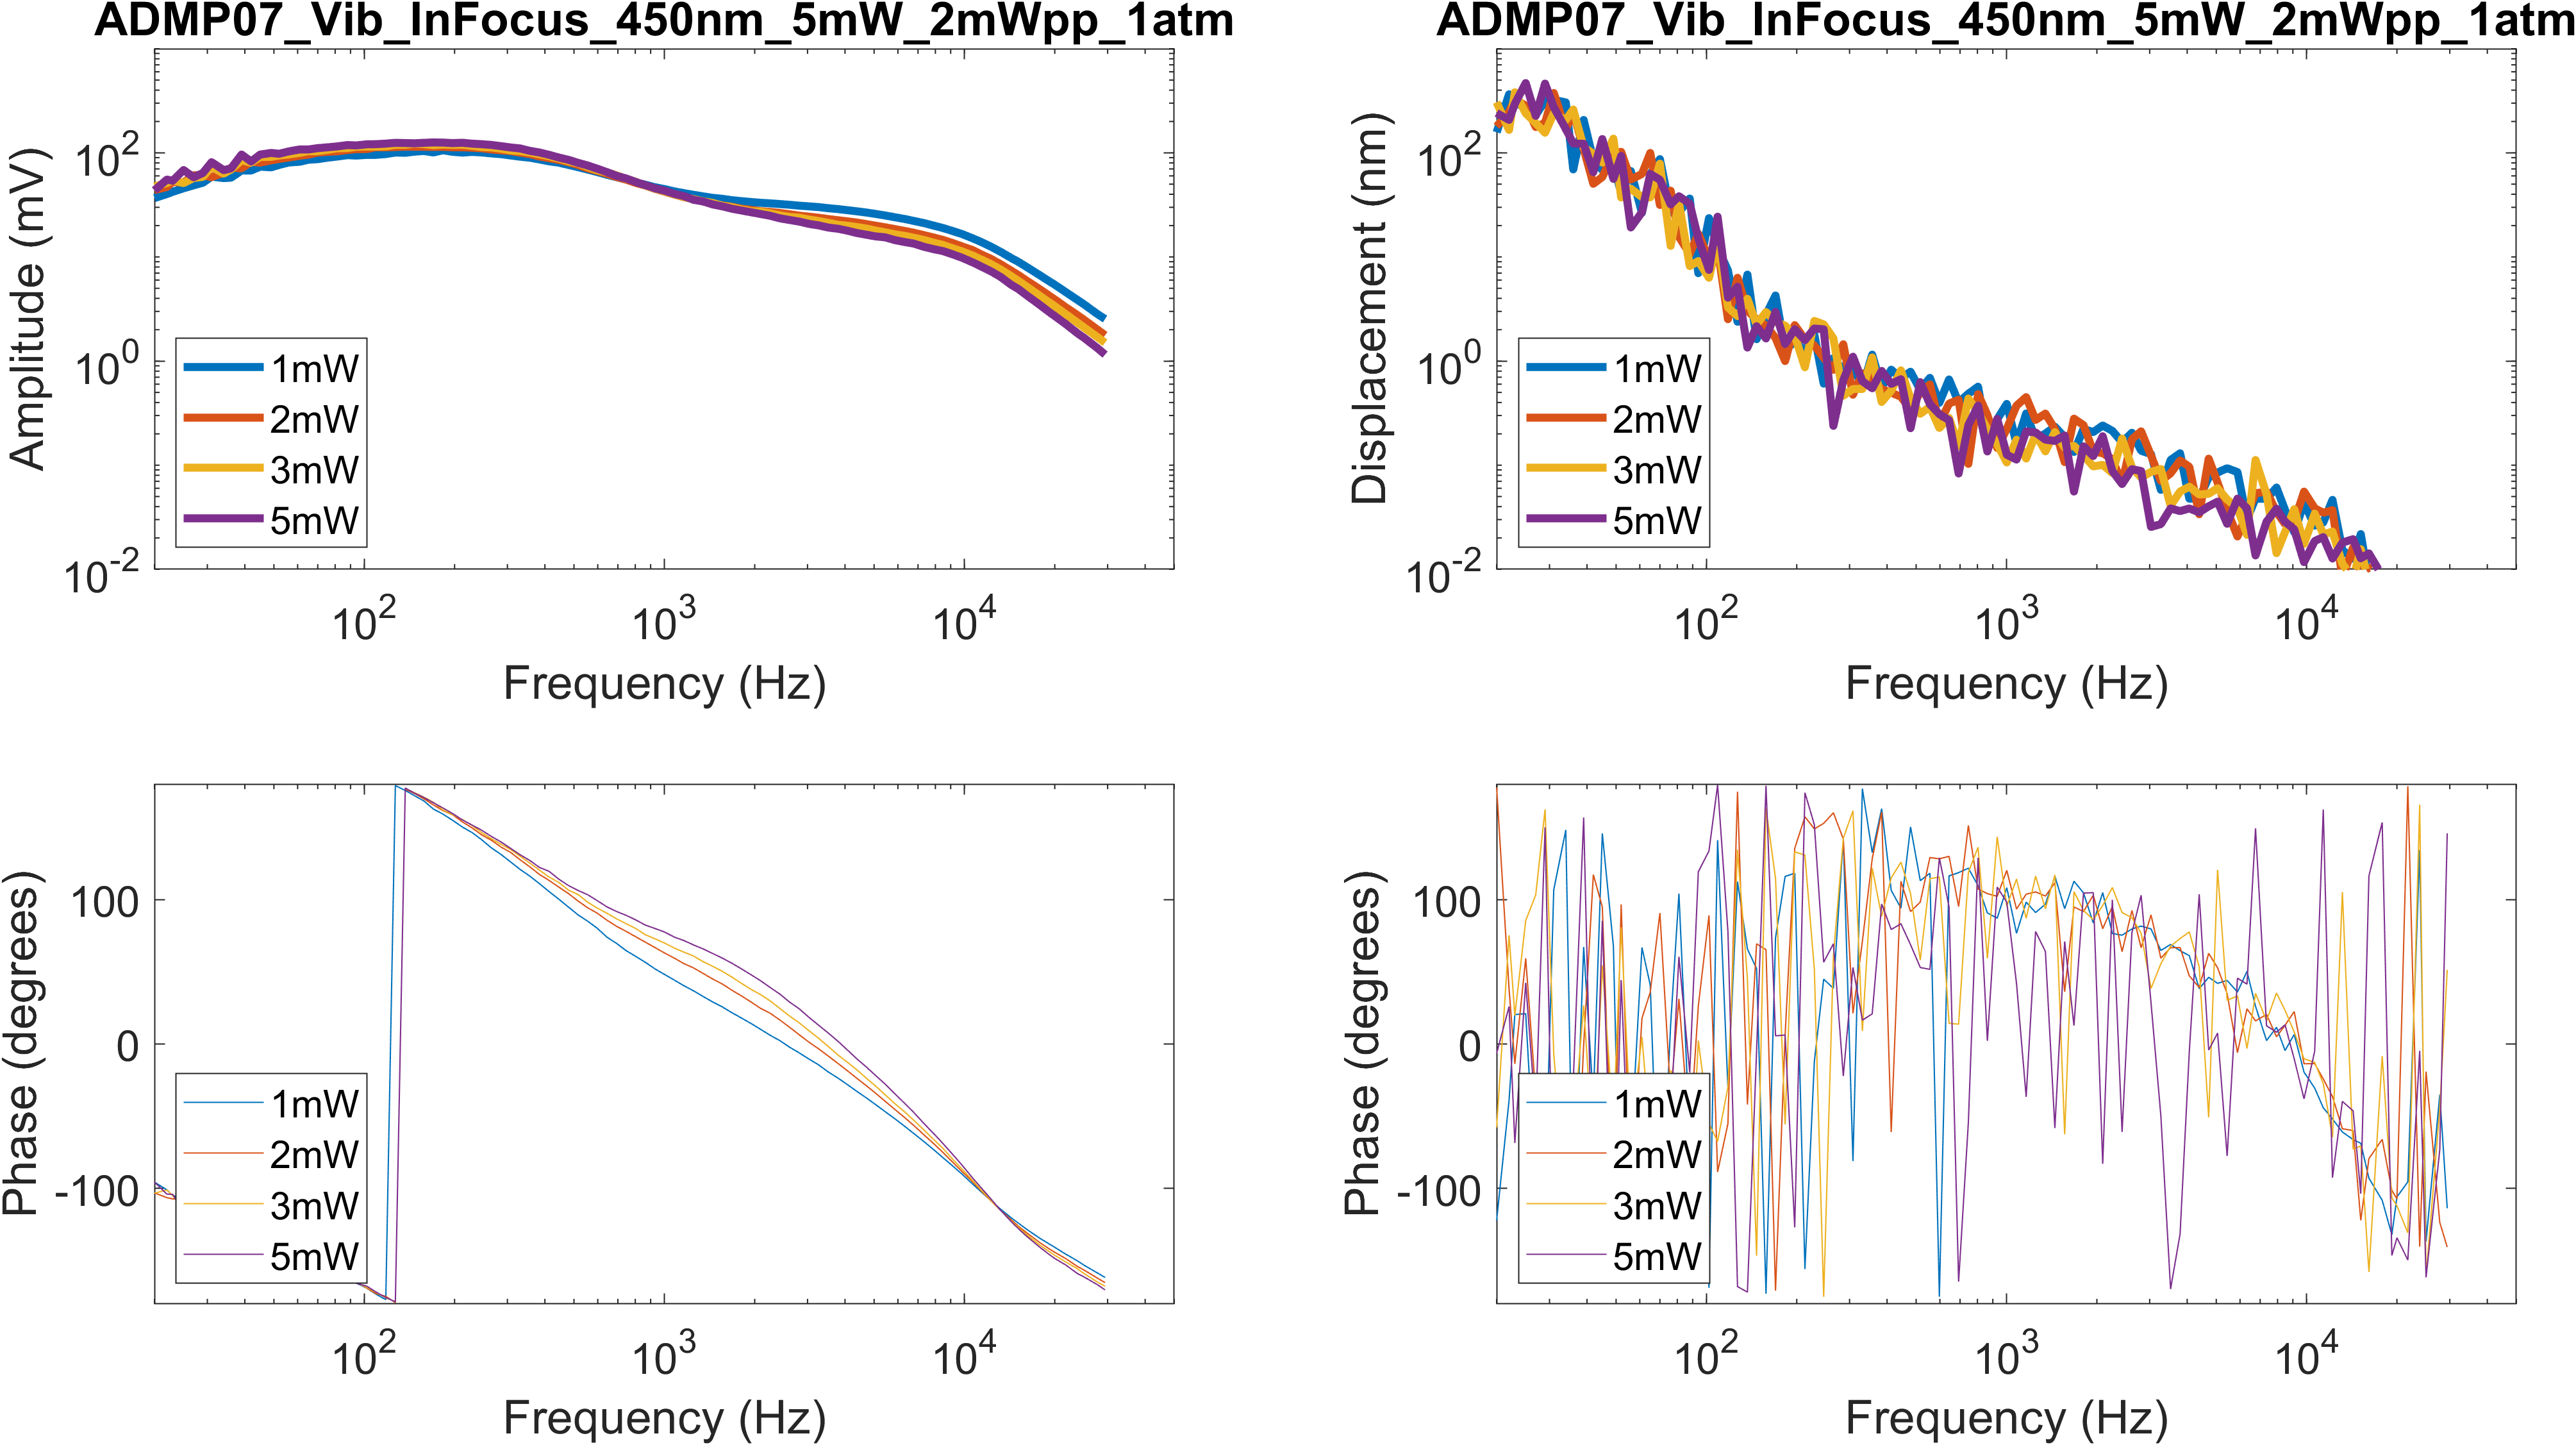 ADMP07_Vib_InFocus_450nm_5mW_2mWpp_1atm
Amplitude (mV)
10^2
10^0
10^-2
1mW
2mW
3mW
5mW
10^2 10^3 10^4
Frequency (Hz)
ADMP07_Vib_InFocus_450nm_5mW_2mWpp_1atm
Displacement (nm)
10^2
10^0
10^-2
1mW
2mW
3mW
5mW
10^2 10^3 10^4
Frequency (Hz)
Phase (degrees)
100
0
-100
1mW
2mW
3mW
5mW
10^2 10^3 10^4
Frequency (Hz)
Phase (degrees)
100
0
-100
1mW
2mW
3mW
5mW
10^2 10^3 10^4
Frequency (Hz)